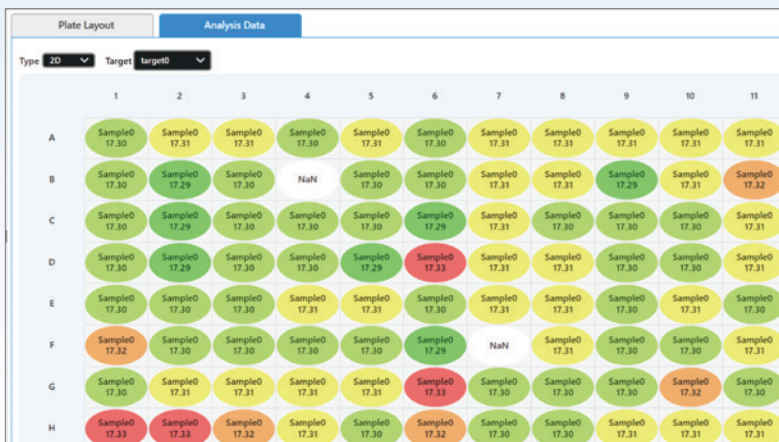 Plate Layout Analysis Data
Type 2D Target target0
1 2 3 4 5 6 7 8 9 10 11
A Sample0 Sample0 Sample0 Sample0 Sample0 Sample0 Sample0 Sample0 Sample0 Sample0 Sample0
17.30 17.31 17.31 17.30 17.31 17.30 17.31 17.31 17.31 17.31 17.31
B Sample0 Sample0 Sample0 NaN Sample0 Sample0 Sample0 Sample0 Sample0 Sample0 Sample0
17.30 17.29 17.30 17.30 17.30 17.31 17.31 17.29 17.31 17.32
C Sample0 Sample0 Sample0 Sample0 Sample0 Sample0 Sample0 Sample0 Sample0 Sample0 Sample0
17.30 17.29 17.30 17.30 17.30 17.29 17.31 17.30 17.30 17.30 17.31
D Sample0 Sample0 Sample0 Sample0 Sample0 Sample0 Sample0 Sample0 Sample0 Sample0 Sample0
17.30 17.29 17.30 17.30 17.29 17.33 17.31 17.31 17.30 17.30 17.31
E Sample0 Sample0 Sample0 Sample0 Sample0 Sample0 Sample0 Sample0 Sample0 Sample0 Sample0
17.30 17.30 17.30 17.31 17.31 17.30 17.31 17.31 17.30 17.31 17.30
F Sample0 Sample0 Sample0 Sample0 Sample0 Sample0 NaN Sample0 Sample0 Sample0 Sample0
17.32 17.30 17.30 17.30 17.30 17.29 17.31 17.30 17.30 17.31
G Sample0 Sample0 Sample0 Sample0 Sample0 Sample0 Sample0 Sample0 Sample0 Sample0 Sample0
17.30 17.31 17.31 17.31 17.31 17.33 17.30 17.30 17.30 17.32 17.30
H Sample0 Sample0 Sample0 Sample0 Sample0 Sample0 Sample0 Sample0 Sample0 Sample0 Sample0
17.33 17.33 17.32 17.31 17.30 17.32 17.30 17.30 17.31 17.31 17.31